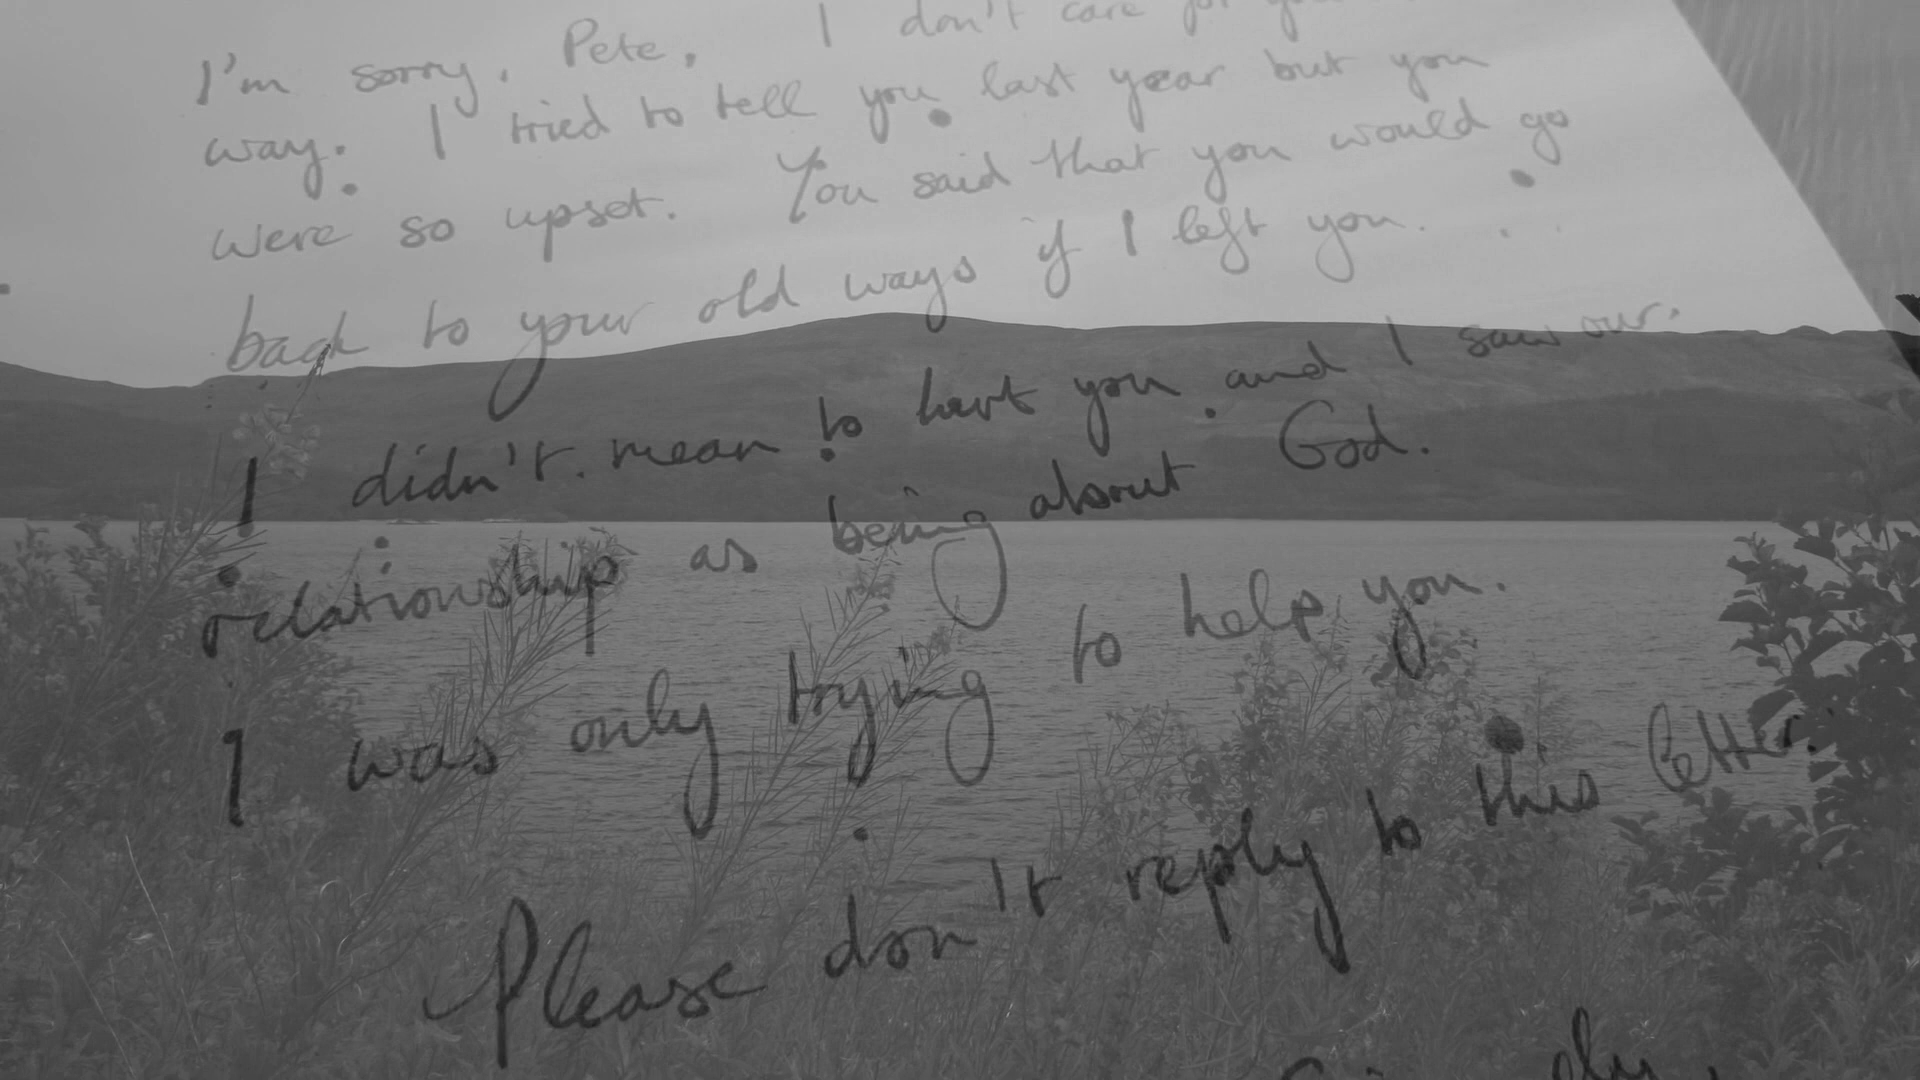 I'm sorry, Pete, I don't care for
way. I tried to tell you last year but you
were so upset. You said that you would go
back to your old ways if I left you.
I didn't mean to hurt you and I saw our
relationship as being about God.
I was only trying to help you.
Please don't reply to this letter.